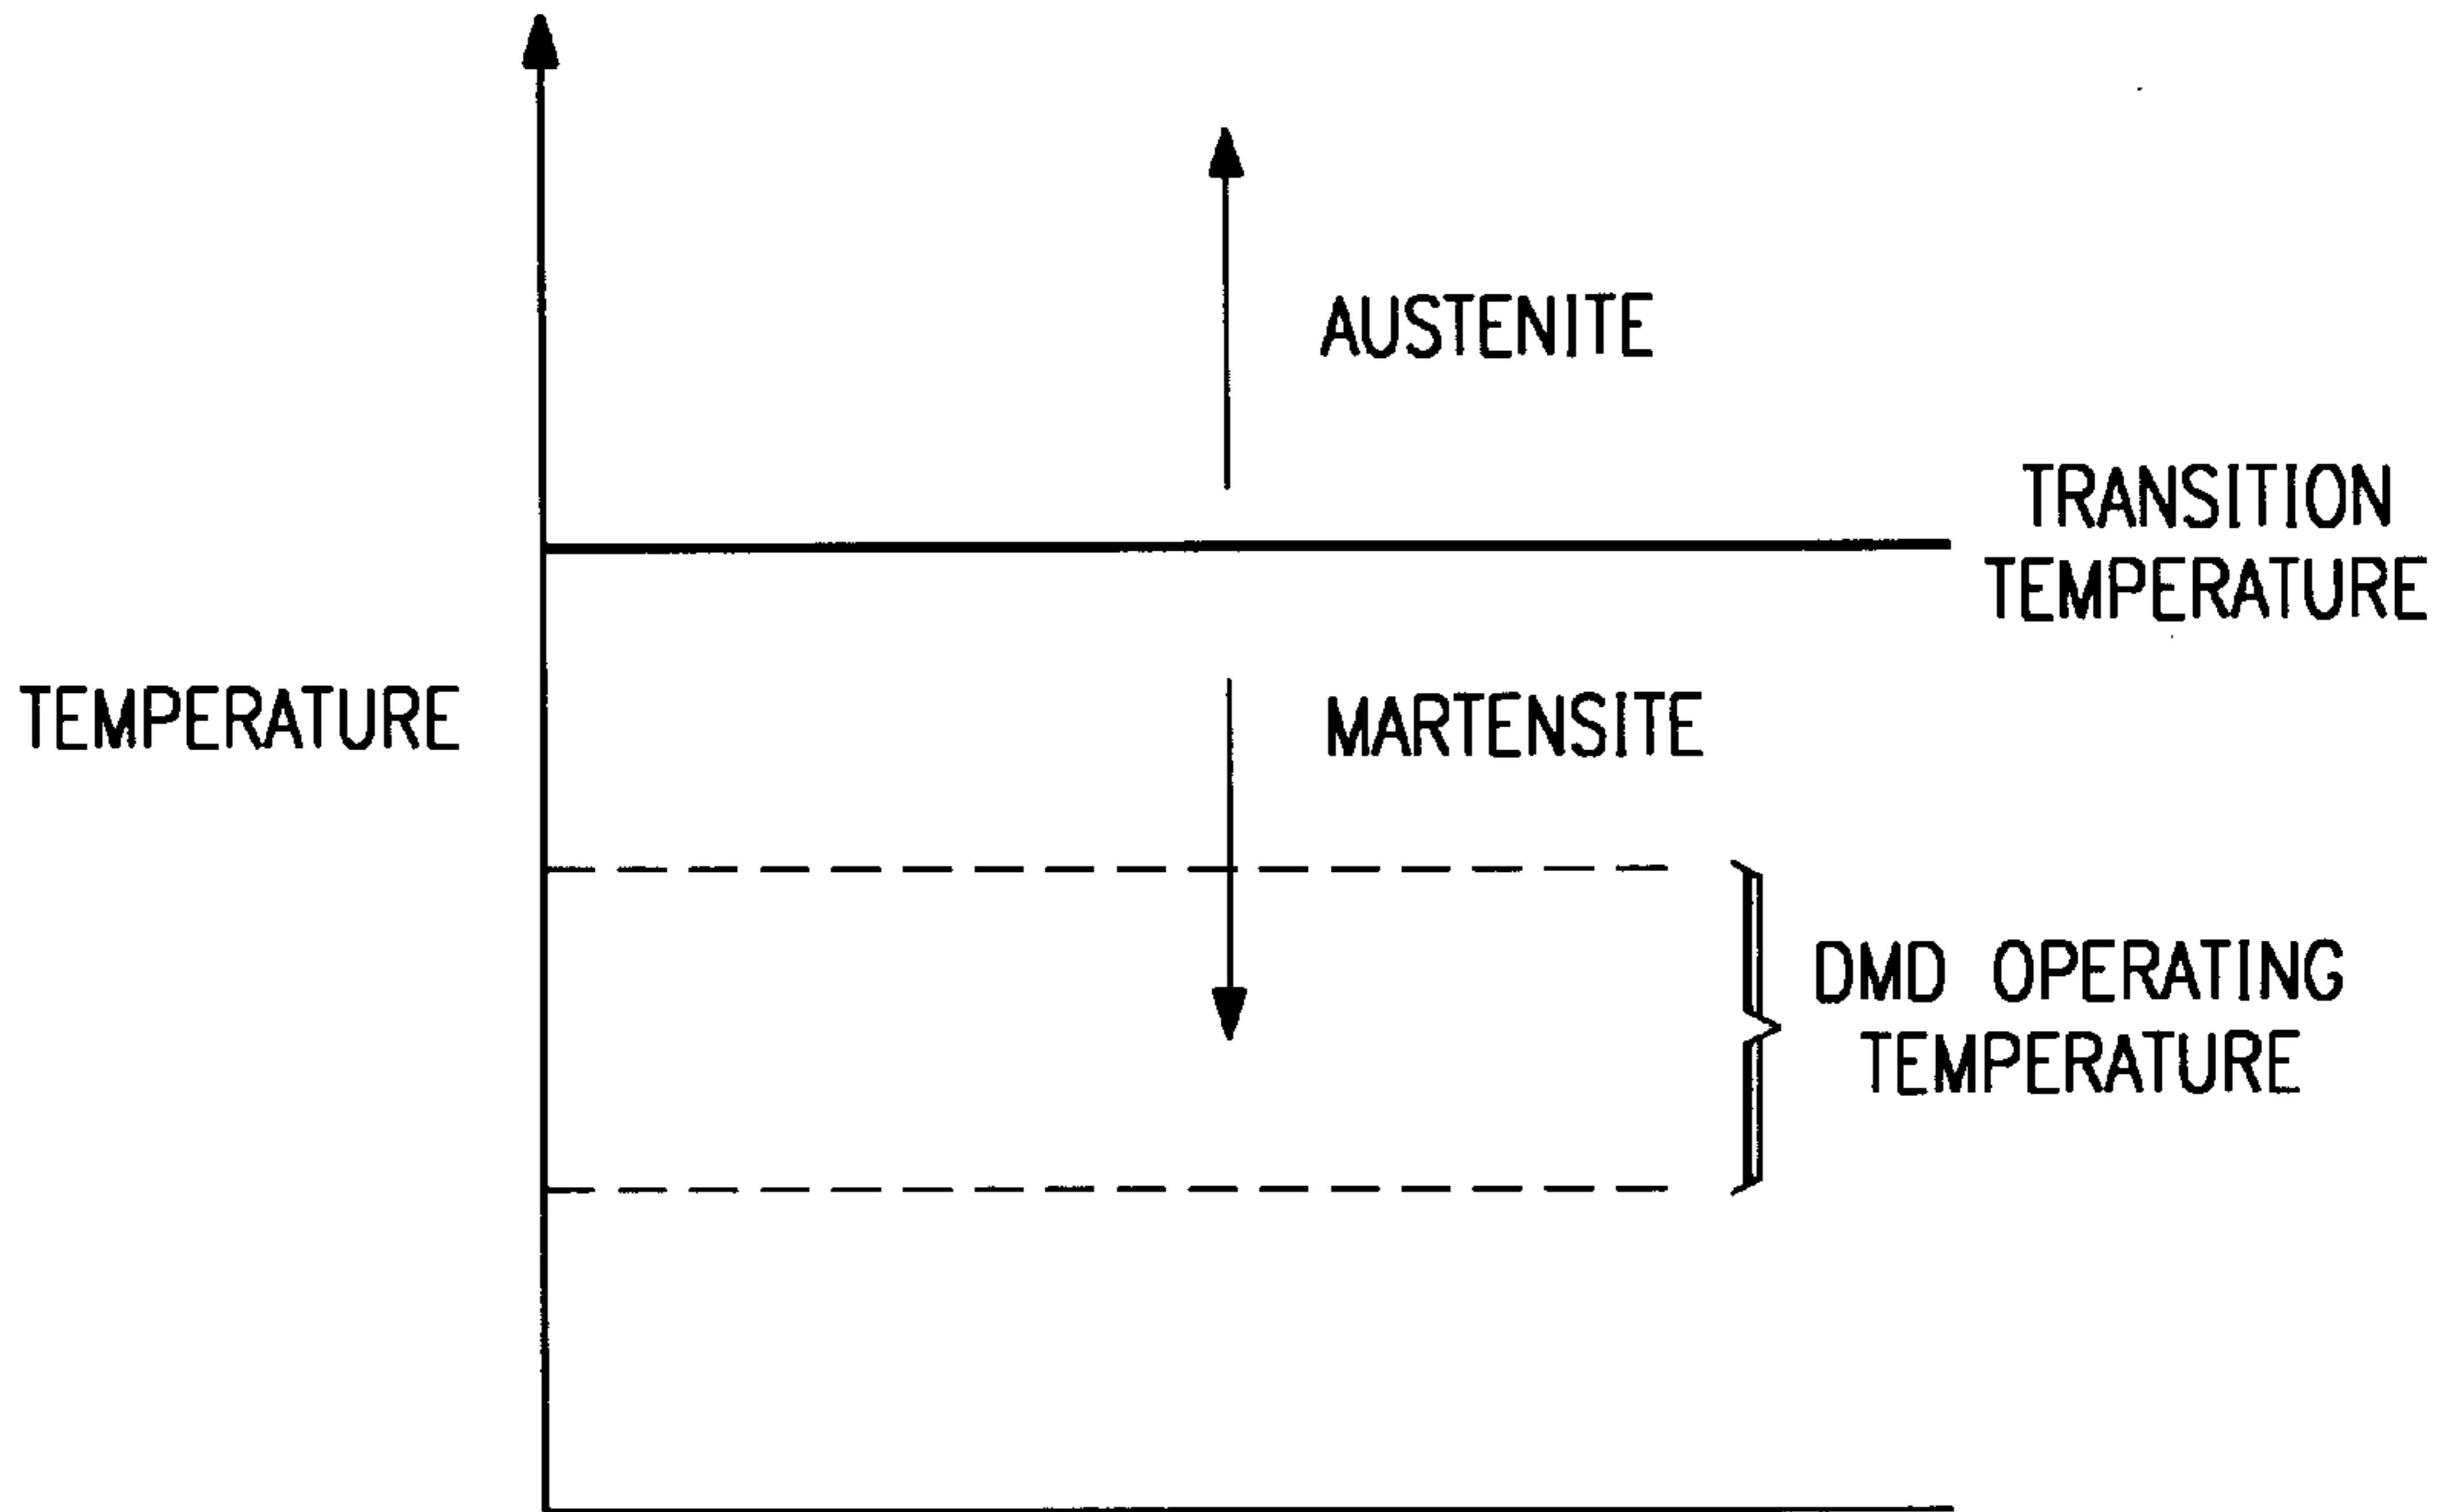 AUSTENITE
TRANSITION
TEMPERATURE
TEMPERATURE
MARTENSITE
DMD OPERATING
TEMPERATURE